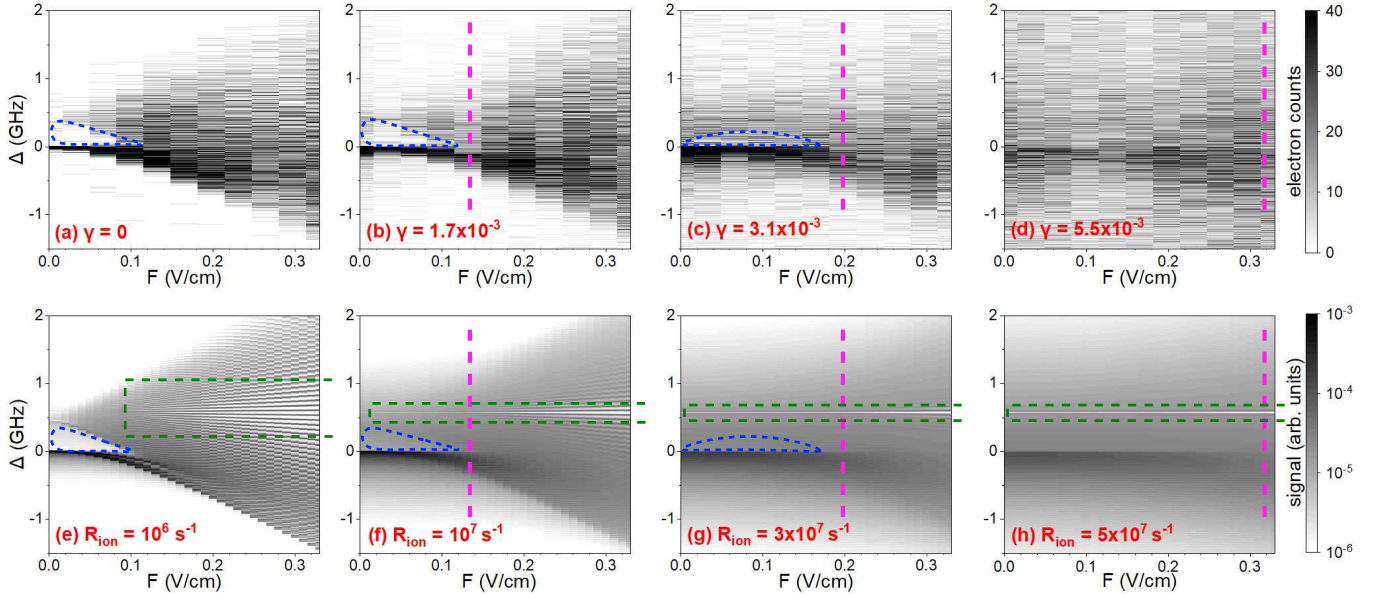 2
2
2
2
40
30
20
10
0
electron counts
1
1
1
1
Δ (GHz)
0
0
0
0
-1
-1
-1
-1
(a) γ = 0
(b) γ = 1.7x10⁻³
(c) γ = 3.1x10⁻³
(d) γ = 5.5x10⁻³
0.0 0.1 0.2 0.3
0.0 0.1 0.2 0.3
0.0 0.1 0.2 0.3
0.0 0.1 0.2 0.3
F (V/cm)
F (V/cm)
F (V/cm)
F (V/cm)
2
2
2
2
10⁻³
10⁻⁴
10⁻⁵
10⁻⁶
signal (arb. units)
1
1
1
1
Δ (GHz)
0
0
0
0
-1
-1
-1
-1
(e) Rᵢₒₙ = 10⁶ s⁻¹
(f) Rᵢₒₙ = 10⁷ s⁻¹
(g) Rᵢₒₙ = 3x10⁷ s⁻¹
(h) Rᵢₒₙ = 5x10⁷ s⁻¹
0.0 0.1 0.2 0.3
0.0 0.1 0.2 0.3
0.0 0.1 0.2 0.3
0.0 0.1 0.2 0.3
F (V/cm)
F (V/cm)
F (V/cm)
F (V/cm)